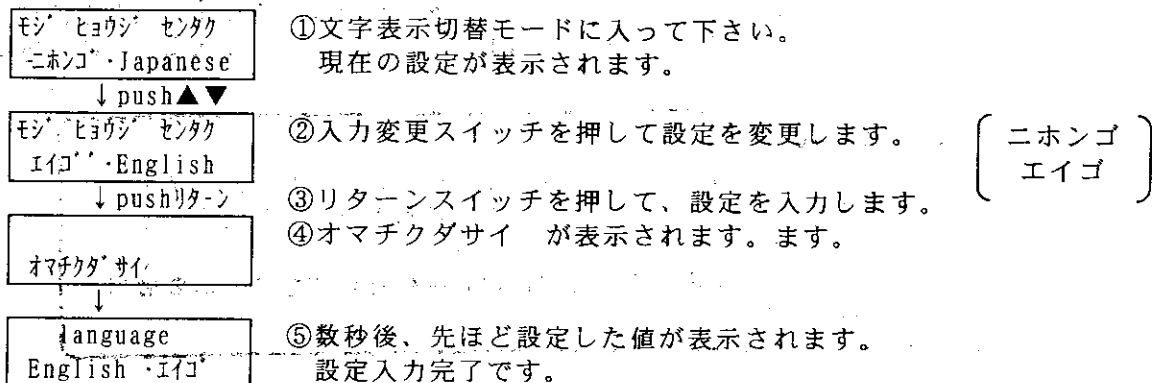 モジ ヒョウジ センタク
ニホンゴ・Japanese
↓push▲▼
モジ ヒョウジ センタク
エイゴ・English
↓pushリターン
オマチクダサイ
↓
language
English ・エイゴ
①文字表示切替モードに入って下さい。
現在の設定が表示されます。
②入力変更スイッチを押して設定を変更します。
ニホンゴ
エイゴ
③リターンスイッチを押して、設定を入力します。
④オマチクダサイ が表示されます。ます。
⑤数秒後、先ほど設定した値が表示されます。
設定入力完了です。